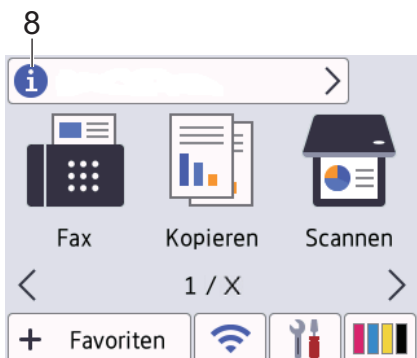 8
i
Fax Kopieren Scannen
1 / X
+ Favoriten